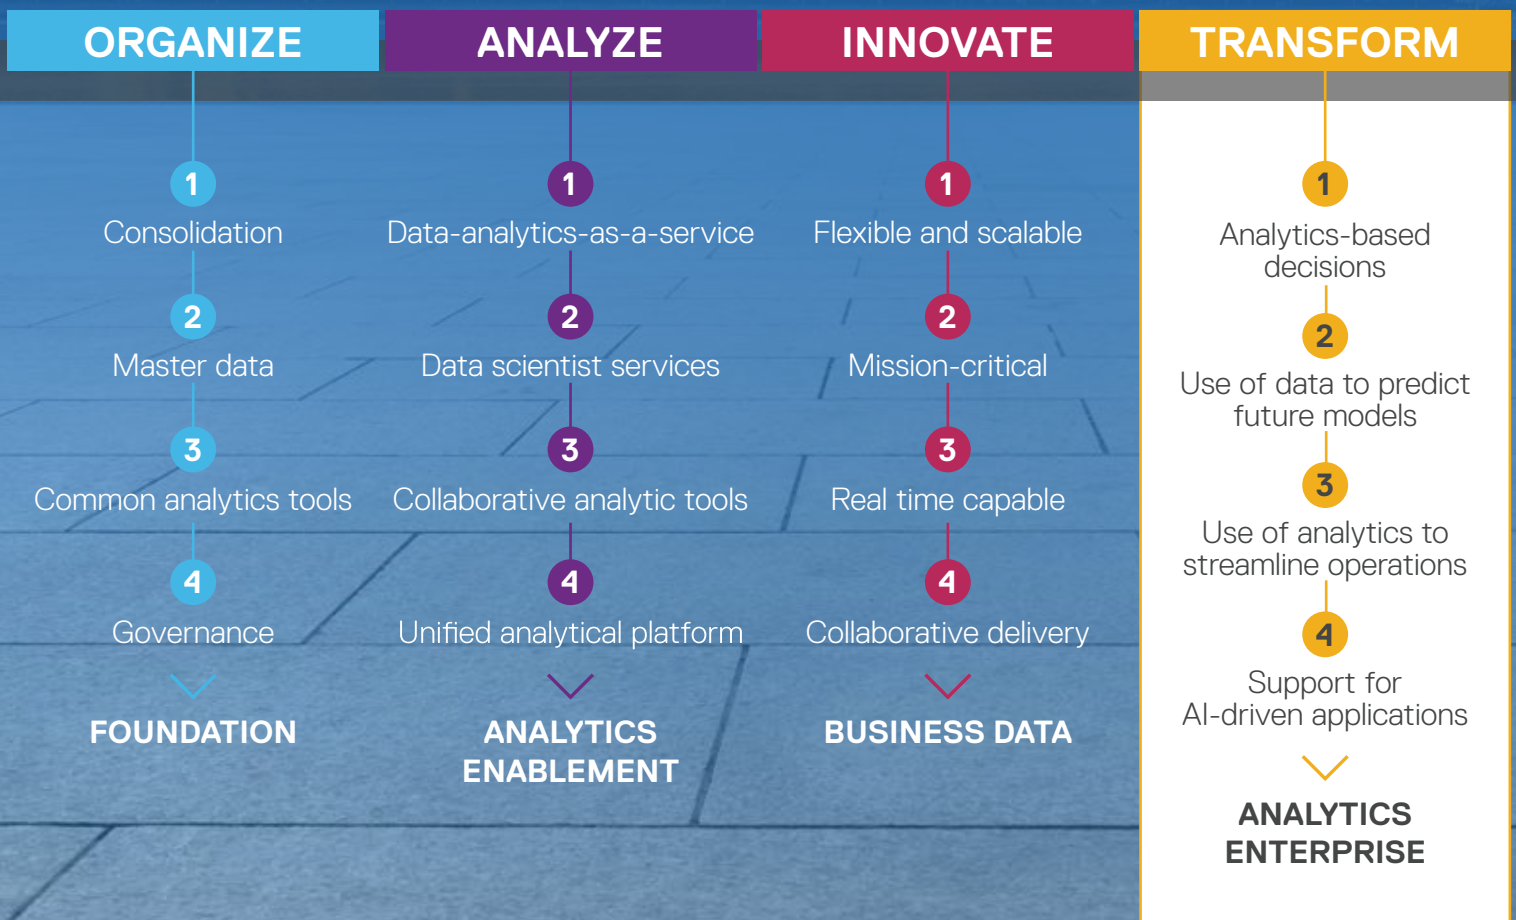 ORGANIZE
1
Consolidation
2
Master data
3
Common analytics tools
4
Governance
FOUNDATION
ANALYZE
1
Data-analytics-as-a-service
2
Data scientist services
3
Collaborative analytic tools
4
Unified analytical platform
ANALYTICS
ENABLEMENT
INNOVATE
1
Flexible and scalable
2
Mission-critical
3
Real time capable
4
Collaborative delivery
BUSINESS DATA
TRANSFORM
1
Analytics-based
decisions
2
Use of data to predict
future models
3
Use of analytics to
streamline operations
4
Support for
AI-driven applications
ANALYTICS
ENTERPRISE